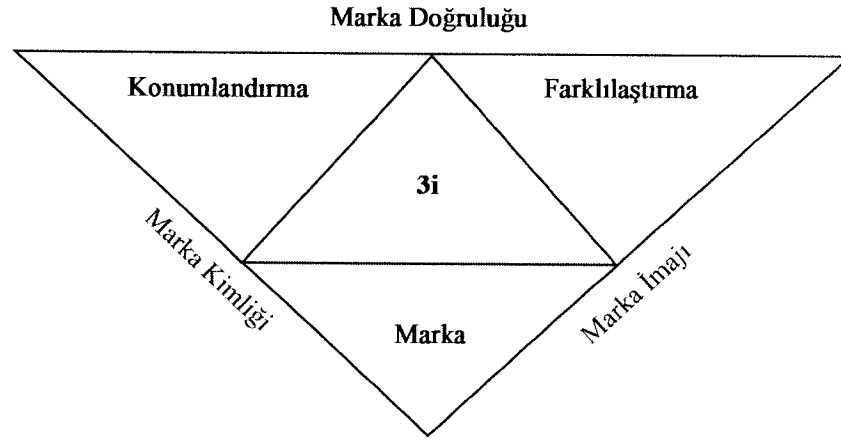 Marka Doğruluğu
Konumlandırma
Farklılaştırma
3i
Marka Kimliği
Marka İmajı
Marka